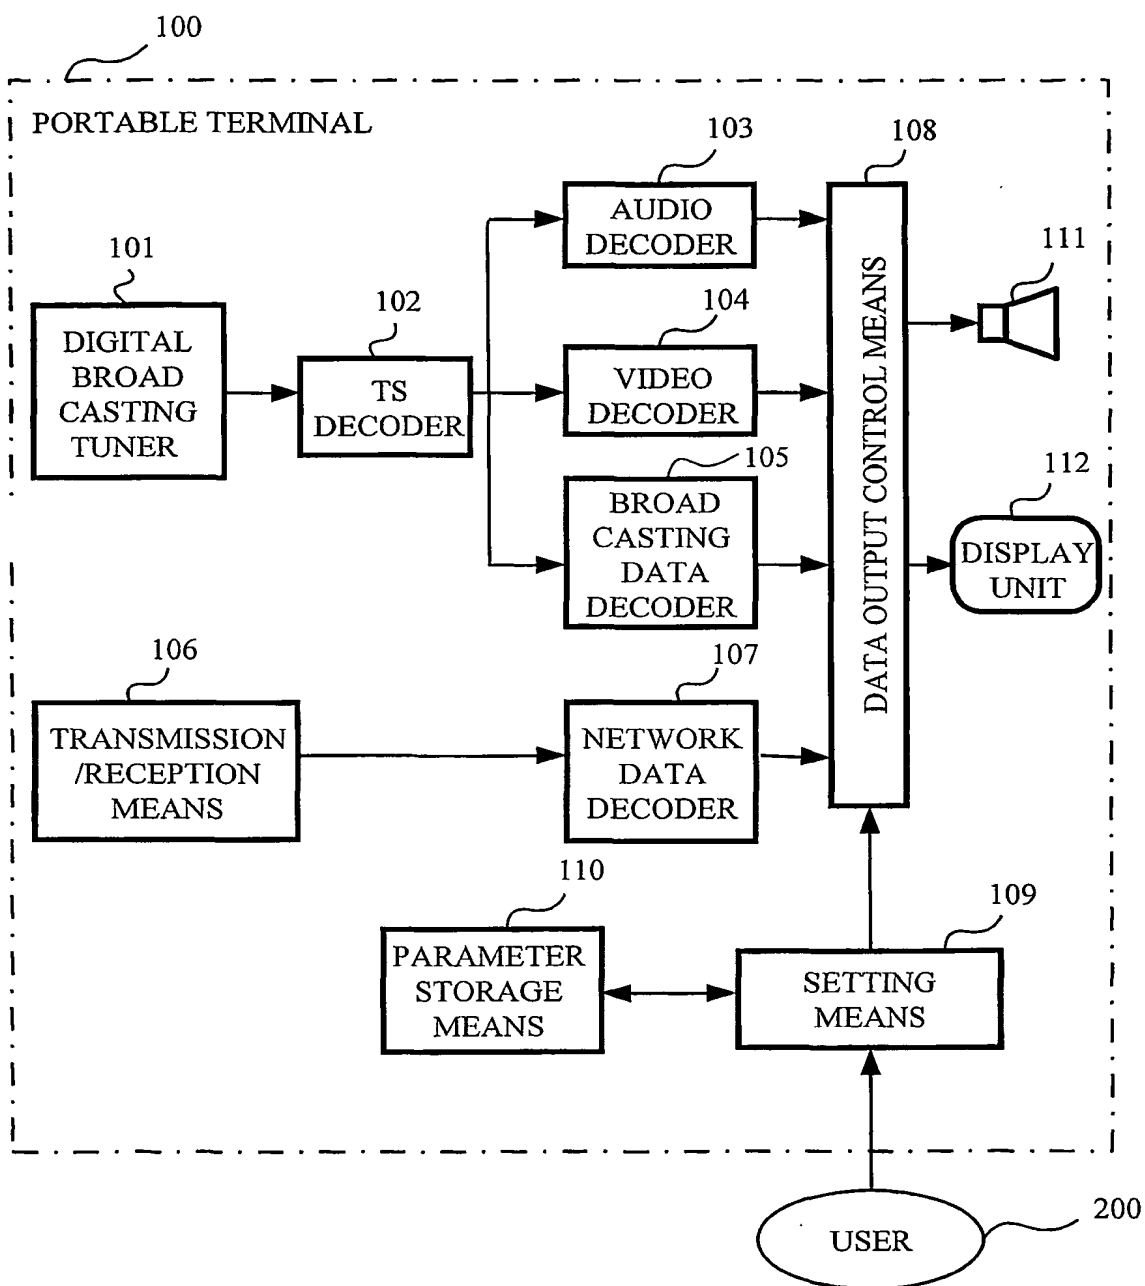 100
PORTABLE TERMINAL
103
AUDIO
DECODER
108
DATA OUTPUT CONTROL MEANS
111
101
DIGITAL
BROAD
CASTING
TUNER
102
TS
DECODER
104
VIDEO
DECODER
105
BROAD
CASTING
DATA
DECODER
112
DISPLAY
UNIT
106
TRANSMISSION
/RECEPTION
MEANS
107
NETWORK
DATA
DECODER
110
PARAMETER
STORAGE
MEANS
109
SETTING
MEANS
200
USER